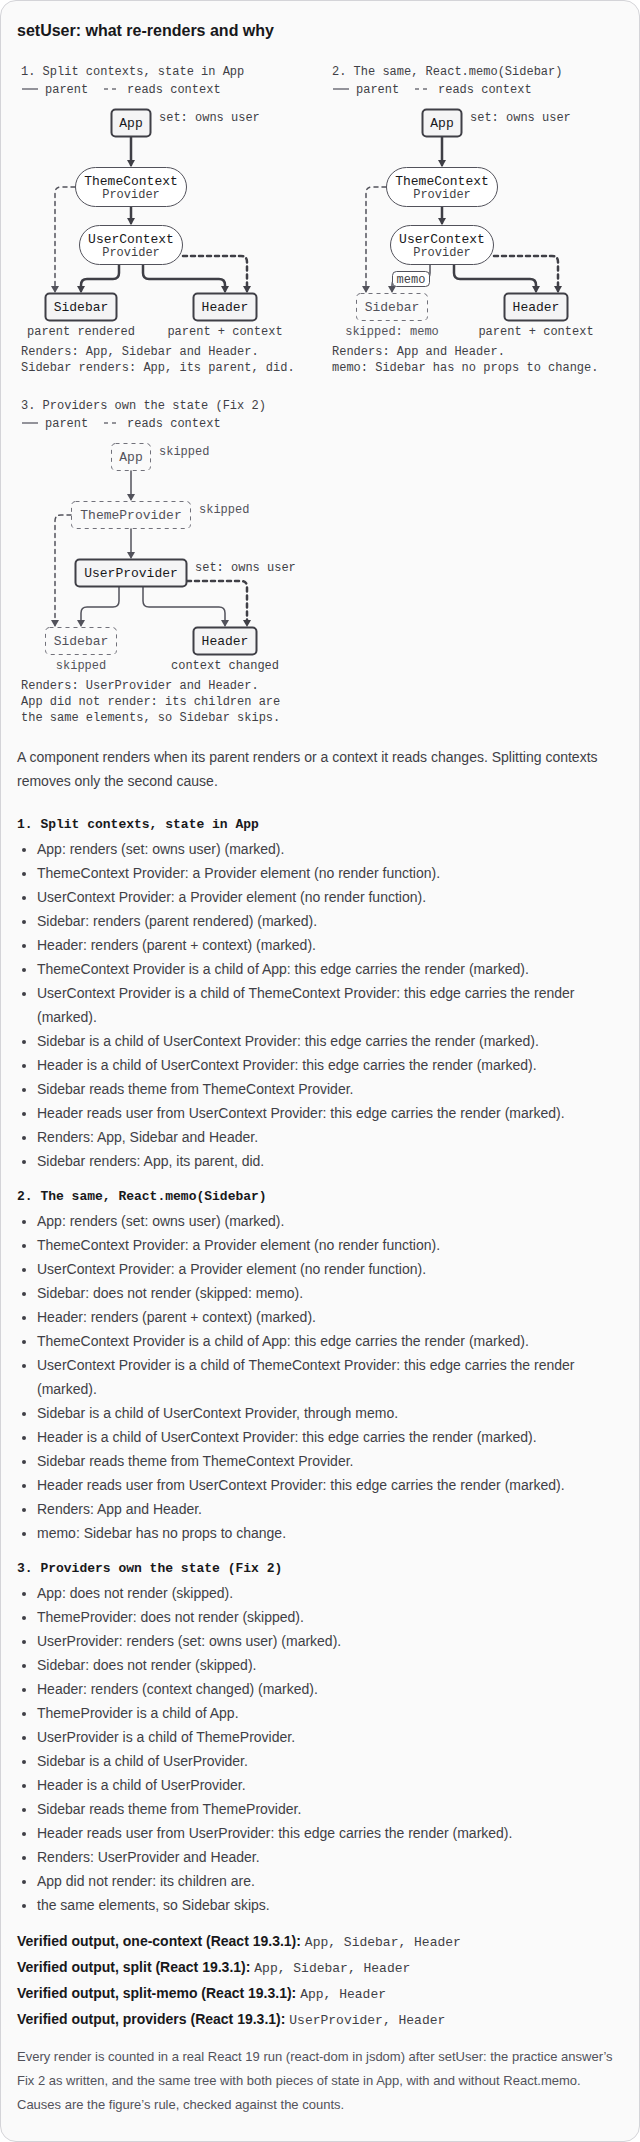 setUser: what re-renders and why
1. Split contexts, state in App
parent reads context
App set: owns user
ThemeContext
Provider
UserContext
Provider
Sidebar Header
parent rendered parent + context
Renders: App, Sidebar and Header.
Sidebar renders: App, its parent, did.
2. The same, React.memo(Sidebar)
parent reads context
App set: owns user
ThemeContext
Provider
UserContext
Provider
memo
Sidebar Header
skipped: memo parent + context
Renders: App and Header.
memo: Sidebar has no props to change.
3. Providers own the state (Fix 2)
parent reads context
App skipped
ThemeProvider skipped
UserProvider set: owns user
Sidebar Header
skipped context changed
Renders: UserProvider and Header.
App did not render: its children are
the same elements, so Sidebar skips.
A component renders when its parent renders or a context it reads changes. Splitting contexts
removes only the second cause.
1. Split contexts, state in App
• App: renders (set: owns user) (marked).
• ThemeContext Provider: a Provider element (no render function).
• UserContext Provider: a Provider element (no render function).
• Sidebar: renders (parent rendered) (marked).
• Header: renders (parent + context) (marked).
• ThemeContext Provider is a child of App: this edge carries the render (marked).
• UserContext Provider is a child of ThemeContext Provider: this edge carries the render
(marked).
• Sidebar is a child of UserContext Provider: this edge carries the render (marked).
• Header is a child of UserContext Provider: this edge carries the render (marked).
• Sidebar reads theme from ThemeContext Provider.
• Header reads user from UserContext Provider: this edge carries the render (marked).
• Renders: App, Sidebar and Header.
• Sidebar renders: App, its parent, did.
2. The same, React.memo(Sidebar)
• App: renders (set: owns user) (marked).
• ThemeContext Provider: a Provider element (no render function).
• UserContext Provider: a Provider element (no render function).
• Sidebar: does not render (skipped: memo).
• Header: renders (parent + context) (marked).
• ThemeContext Provider is a child of App: this edge carries the render (marked).
• UserContext Provider is a child of ThemeContext Provider: this edge carries the render
(marked).
• Sidebar is a child of UserContext Provider, through memo.
• Header is a child of UserContext Provider: this edge carries the render (marked).
• Sidebar reads theme from ThemeContext Provider.
• Header reads user from UserContext Provider: this edge carries the render (marked).
• Renders: App and Header.
• memo: Sidebar has no props to change.
3. Providers own the state (Fix 2)
• App: does not render (skipped).
• ThemeProvider: does not render (skipped).
• UserProvider: renders (set: owns user) (marked).
• Sidebar: does not render (skipped).
• Header: renders (context changed) (marked).
• ThemeProvider is a child of App.
• UserProvider is a child of ThemeProvider.
• Sidebar is a child of UserProvider.
• Header is a child of UserProvider.
• Sidebar reads theme from ThemeProvider.
• Header reads user from UserProvider: this edge carries the render (marked).
• Renders: UserProvider and Header.
• App did not render: its children are.
• the same elements, so Sidebar skips.
Verified output, one-context (React 19.3.1): App, Sidebar, Header
Verified output, split (React 19.3.1): App, Sidebar, Header
Verified output, split-memo (React 19.3.1): App, Header
Verified output, providers (React 19.3.1): UserProvider, Header
Every render is counted in a real React 19 run (react-dom in jsdom) after setUser: the practice answer’s
Fix 2 as written, and the same tree with both pieces of state in App, with and without React.memo.
Causes are the figure’s rule, checked against the counts.